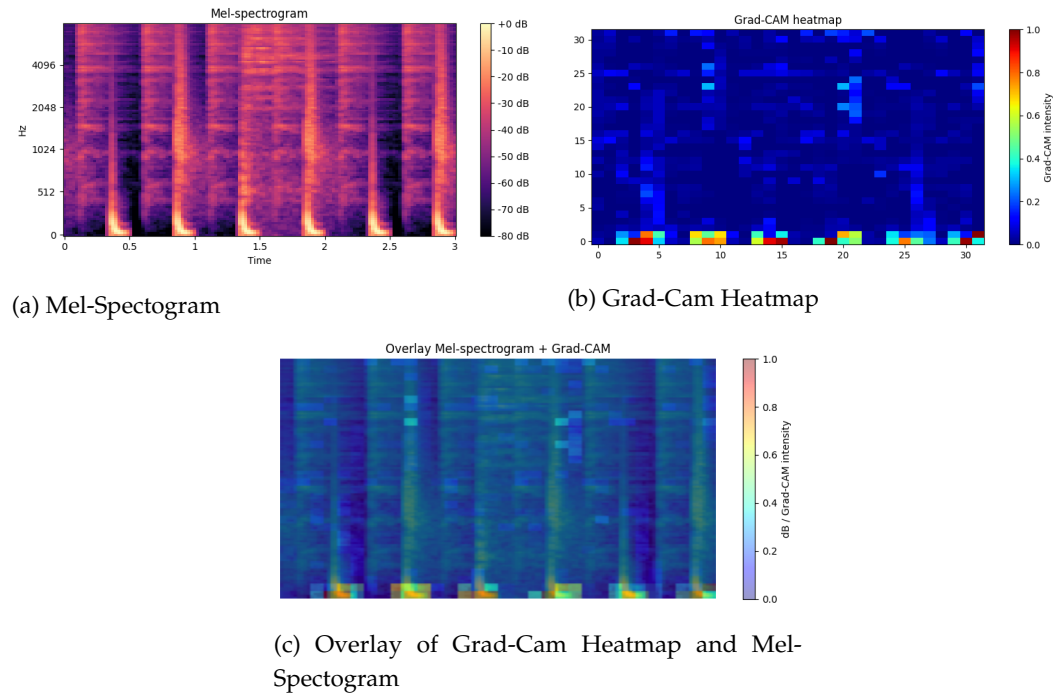 Mel-spectrogram
4096
2048
1024
512
0
Hz
0
0.5
1
1.5
2
2.5
3
Time
+0 dB
+0 dB
-10 dB
-20 dB
-30 dB
-40 dB
-50 dB
-60 dB
-70 dB
-80 dB
(a) Mel-Spectogram
Grad-CAM heatmap
30
25
20
15
10
5
0
0
5
10
15
20
25
30
1.0
0.8
0.6
0.4
0.2
0.0
Grad-CAM intensity
(b) Grad-Cam Heatmap
Overlay Mel-spectrogram + Grad-CAM
1.0
0.8
0.6
0.4
0.2
0.0
dB / Grad-CAM intensity
(c) Overlay of Grad-Cam Heatmap and Mel-
Spectogram